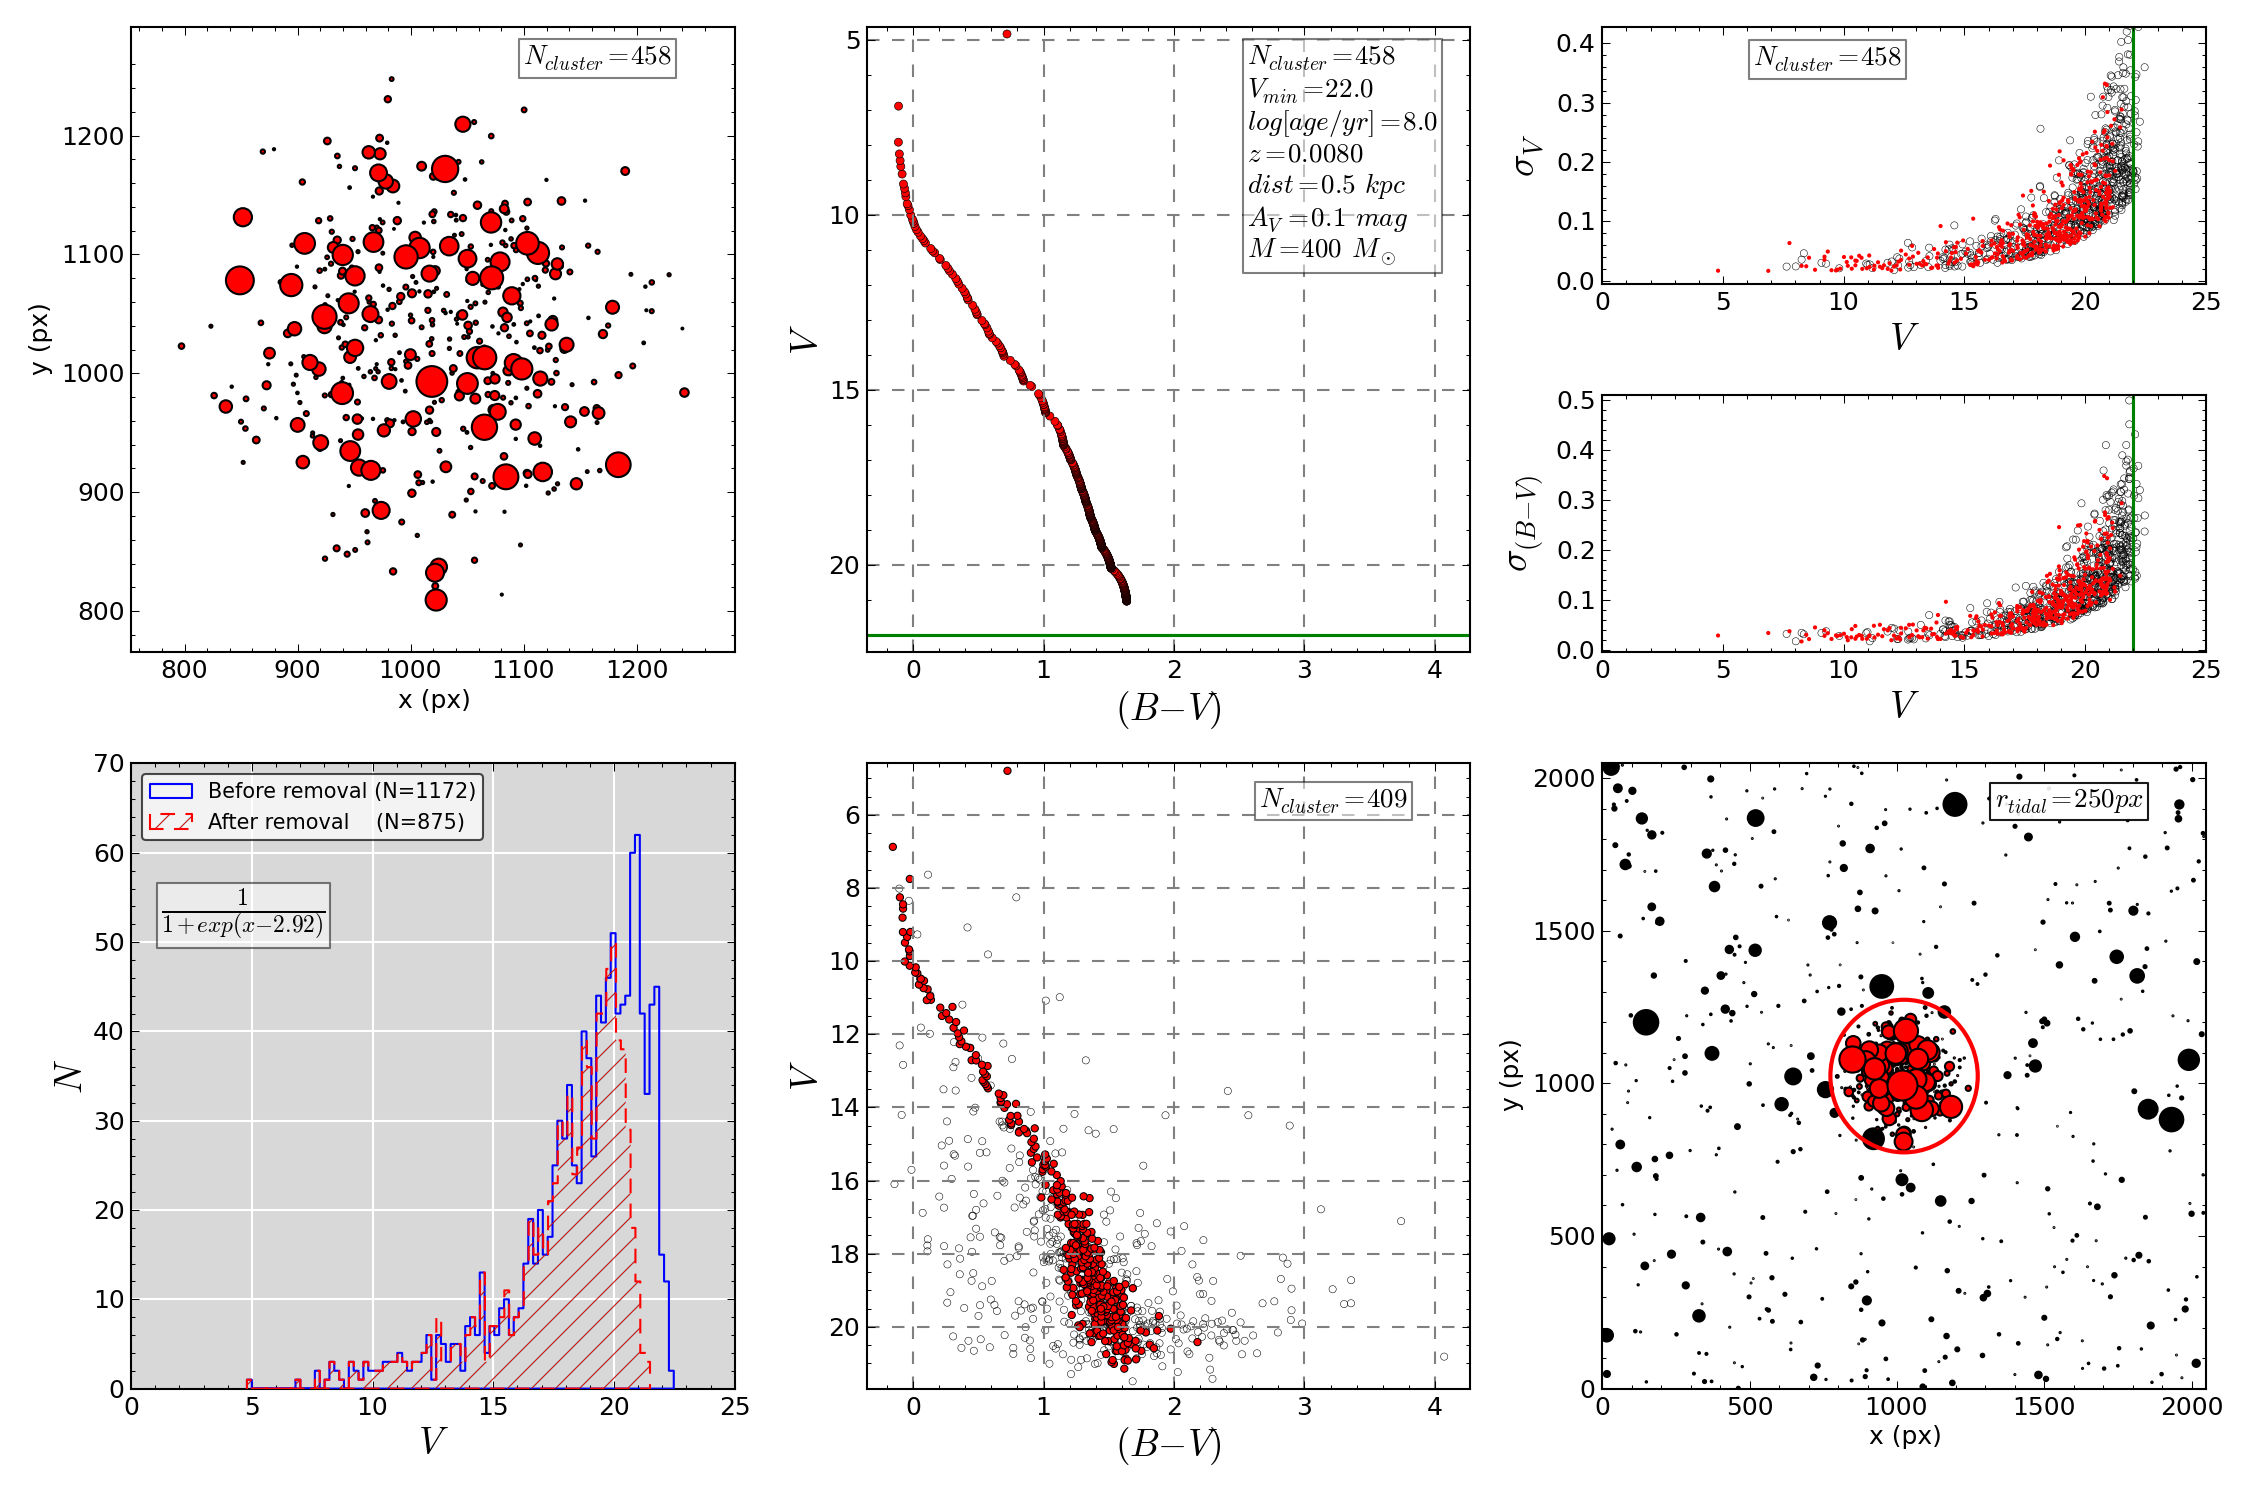 N_cluster=458
1200
1100
1000
900
800
y (px)
800 900 1000 1100 1200
x (px)
N_cluster=458
V_min=22.0
log[age/yr]=8.0
z=0.0080
dist=0.5 kpc
A_V=0.1 mag
M=400 M_⊙
5
10
15
20
V
0 1 2 3 4
(B−V)
N_cluster=458
0.4
0.3
0.2
0.1
0.0
σ_V
0 5 10 15 20 25
V
0.5
0.4
0.3
0.2
0.1
0.0
σ_(B−V)
0 5 10 15 20 25
V
Before removal (N=1172)
After removal (N=875)
1
1+exp(x−2.92)
70
60
50
40
30
20
10
0
N
0 5 10 15 20 25
V
N_cluster=409
6
8
10
12
14
16
18
20
V
0 1 2 3 4
(B−V)
r_tidal=250px
2000
1500
1000
500
0
y (px)
0 500 1000 1500 2000
x (px)